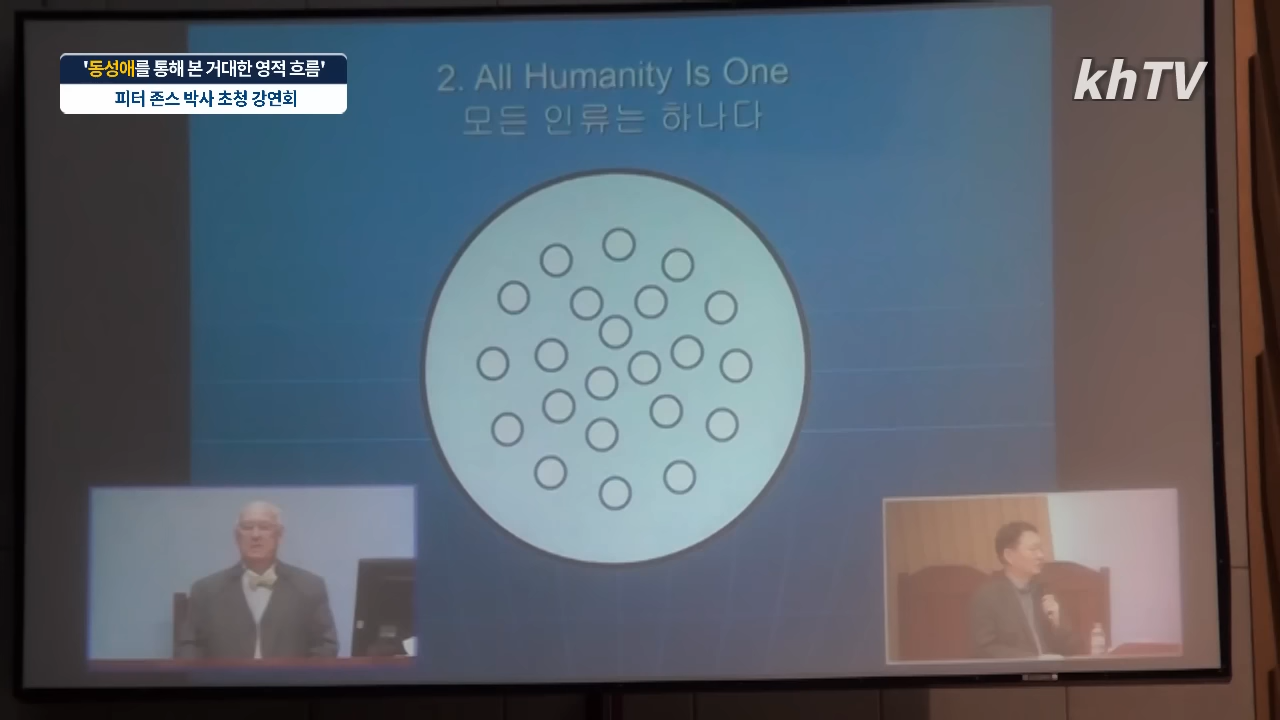 '동성애를 통해 본 거대한 영적 흐름'
피터 존스 박사 초청 강연회
khTV
2. All Humanity Is One
모든 인류는 하나다